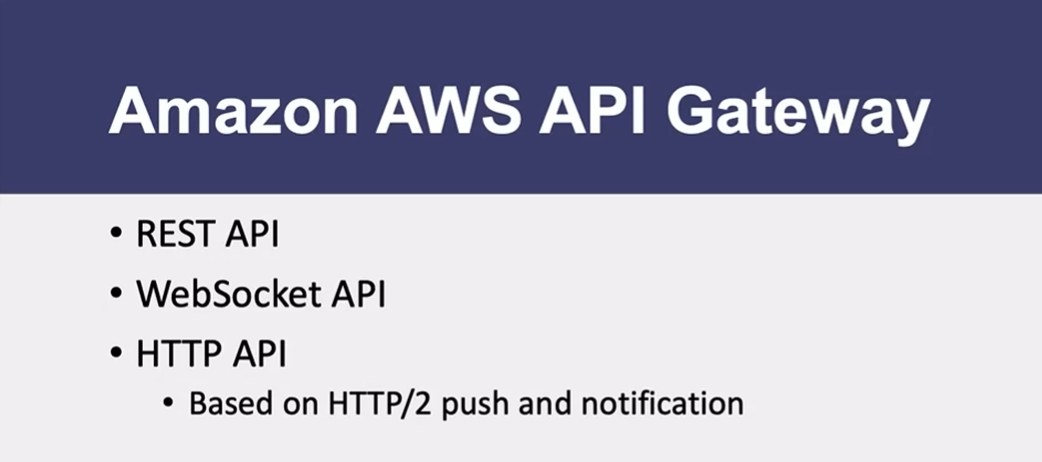 Amazon AWS API Gateway
• REST API
• WebSocket API
• HTTP API
• Based on HTTP/2 push and notification